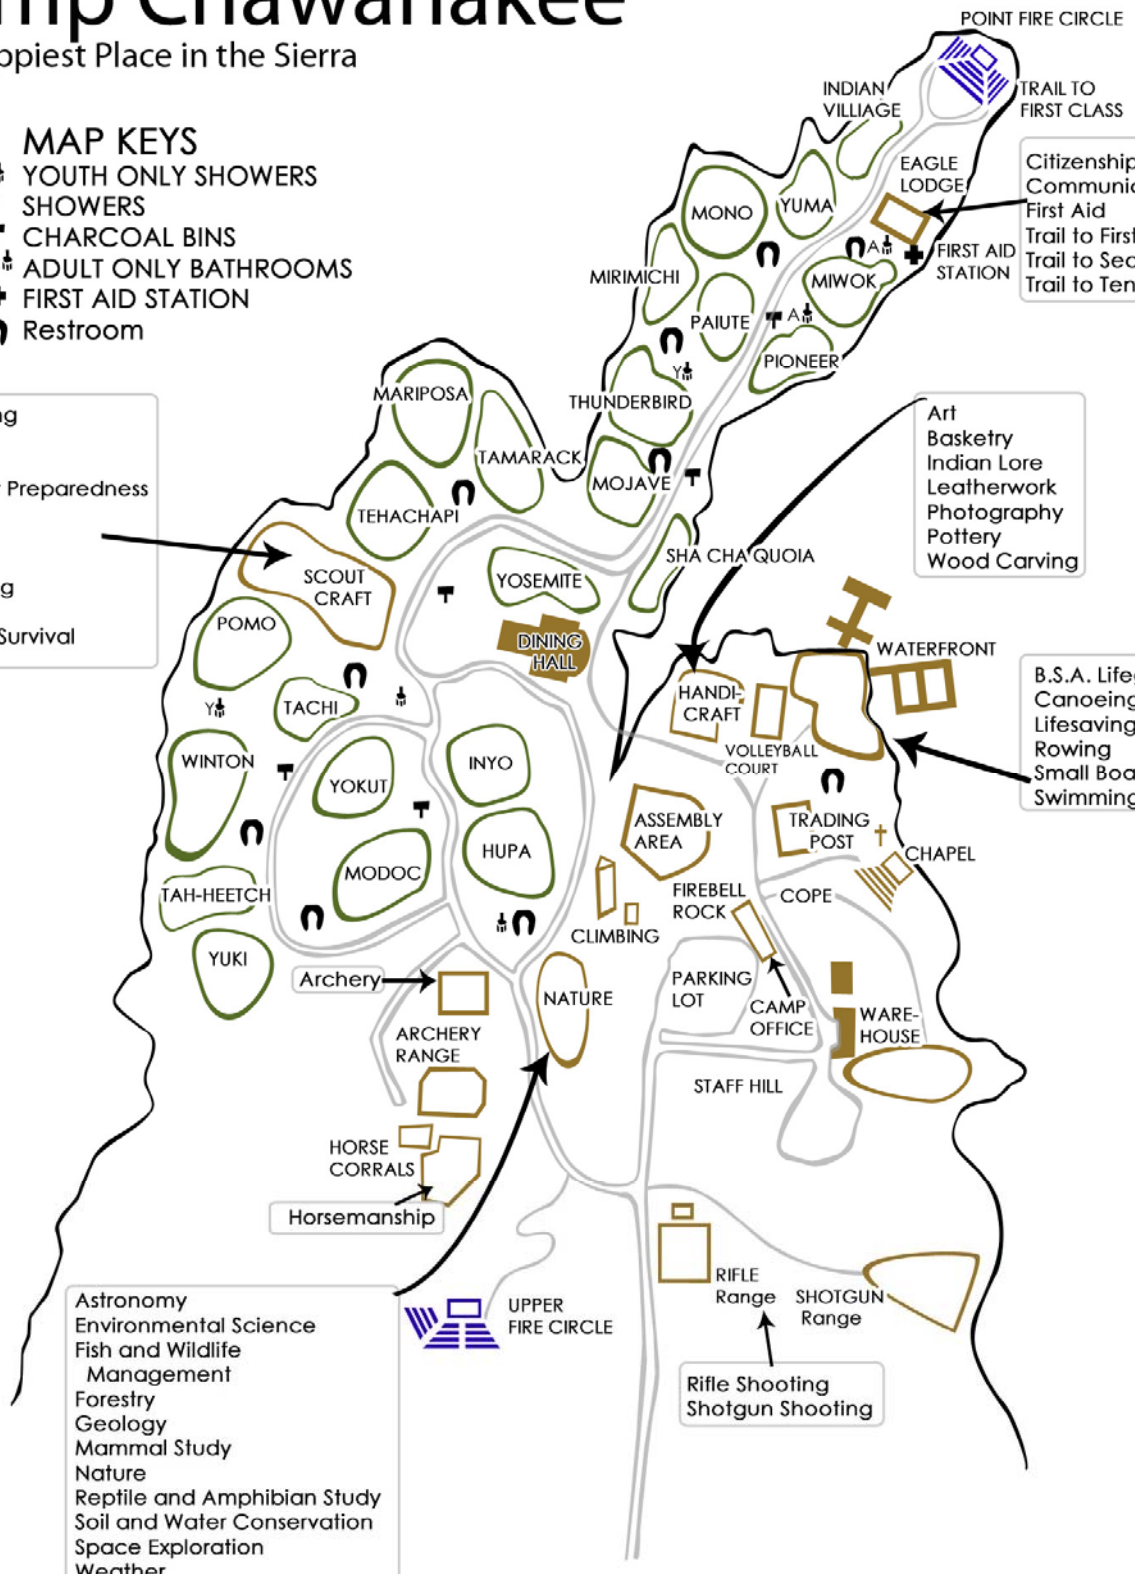 Chawanakee
ppiest Place in the Sierra
MAP KEYS
YOUTH ONLY SHOWERS
SHOWERS
CHARCOAL BINS
ADULT ONLY BATHROOMS
FIRST AID STATION
Restroom
POINT FIRE CIRCLE
TRAIL TO
FIRST CLASS
INDIAN
VILLIAGE
EAGLE
LODGE
Citizenship
Communic
First Aid
Trail to First
Trail to Sec
Trail to Ten
MONO
YUMA
A
FIRST AID
STATION
MIRIMICHI
MIWOK
PAIUTE
A
PIONEER
Y
THUNDERBIRD
MARIPOSA
TAMARACK
MOJAVE
TEHACHAPI
ng
Preparedness
g
Survival
Art
Basketry
Indian Lore
Leatherwork
Photography
Pottery
Wood Carving
SHA CHA QUOIA
YOSEMITE
SCOUT
CRAFT
POMO
DINING
HALL
WATERFRONT
B.S.A. Life
Canoeing
Lifesaving
Rowing
Small Boa
Swimming
HANDI-
CRAFT
VOLLEYBALL
COURT
TACHI
Y
WINTON
YOKUT
INYO
ASSEMBLY
AREA
TRADING
POST
CHAPEL
HUPA
MODOC
TAH-HEETCH
FIREBELL
ROCK
COPE
CLIMBING
YUKI
Archery
NATURE
PARKING
LOT
CAMP
OFFICE
WARE-
HOUSE
ARCHERY
RANGE
STAFF HILL
HORSE
CORRALS
Horsemanship
RIFLE
Range
SHOTGUN
Range
UPPER
FIRE CIRCLE
Rifle Shooting
Shotgun Shooting
Astronomy
Environmental Science
Fish and Wildlife
Management
Forestry
Geology
Mammal Study
Nature
Reptile and Amphibian Study
Soil and Water Conservation
Space Exploration
Weather